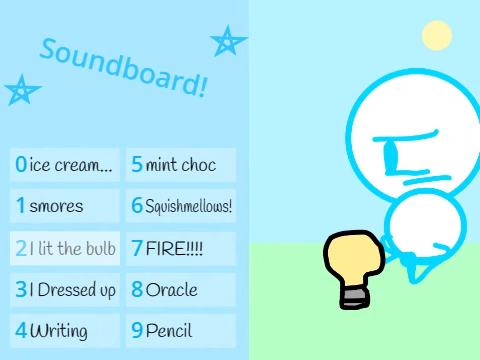 Soundboard!
0 ice cream...
1 smores
2 I lit the bulb
3 I Dressed up
4 Writing
5 mint choc
6 Squishmellows!
7 FIRE!!!!
8 Oracle
9 Pencil